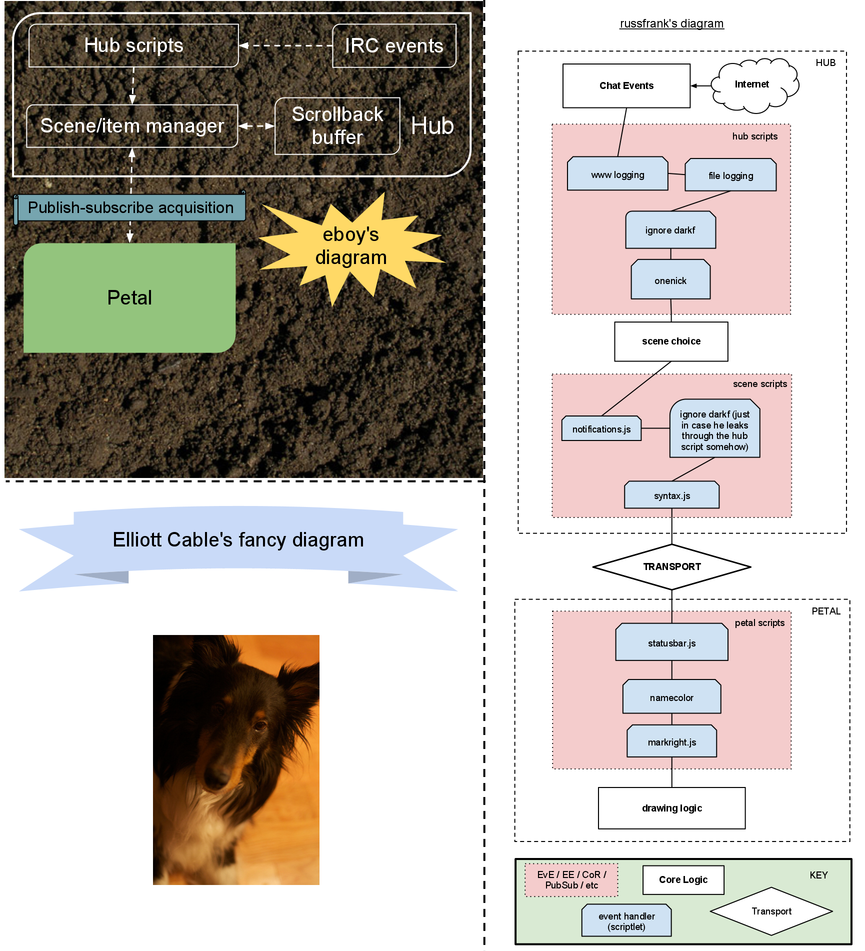 Hub scripts
IRC events
Scene/item manager
Scrollback
buffer
Hub
Publish-subscribe acquisition
eboy's
diagram
Petal
Elliott Cable's fancy diagram
russfrank's diagram
HUB
Chat Events
Internet
hub scripts
www logging
file logging
ignore darkf
onenick
scene choice
scene scripts
notifications.js
ignore darkf (just
in case he leaks
through the hub
script somehow)
syntax.js
TRANSPORT
PETAL
petal scripts
statusbar.js
namecolor
markright.js
drawing logic
KEY
EvE / EE / CoR /
PubSub / etc
Core Logic
event handler
(scriptlet)
Transport